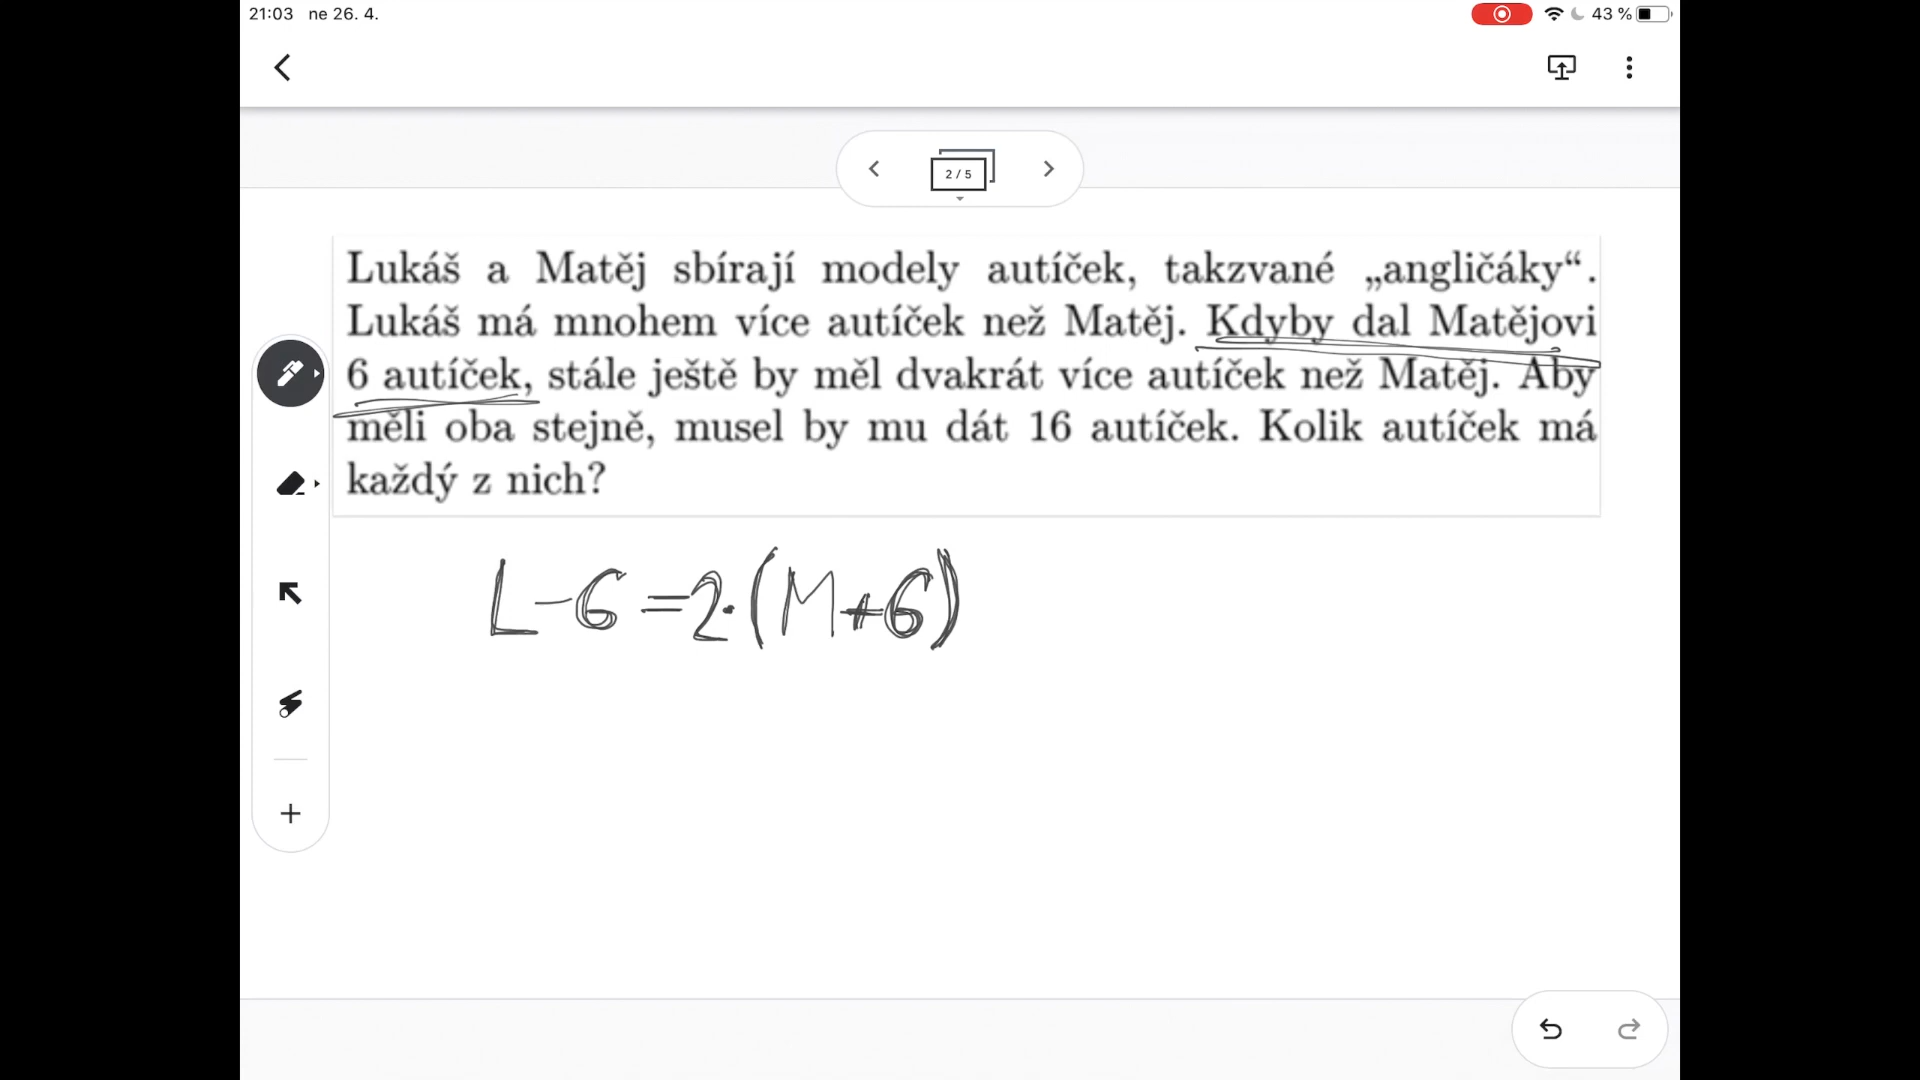 21:03 ne 26. 4.
43 %
2 / 5
Lukáš a Matěj sbírají modely autíček, takzvané „angličáky“.
Lukáš má mnohem více autíček než Matěj. Kdyby dal Matějovi
6 autíček, stále ještě by měl dvakrát více autíček než Matěj. Aby
měli oba stejně, musel by mu dát 16 autíček. Kolik autíček má
každý z nich?
L-6=2·(M+6)